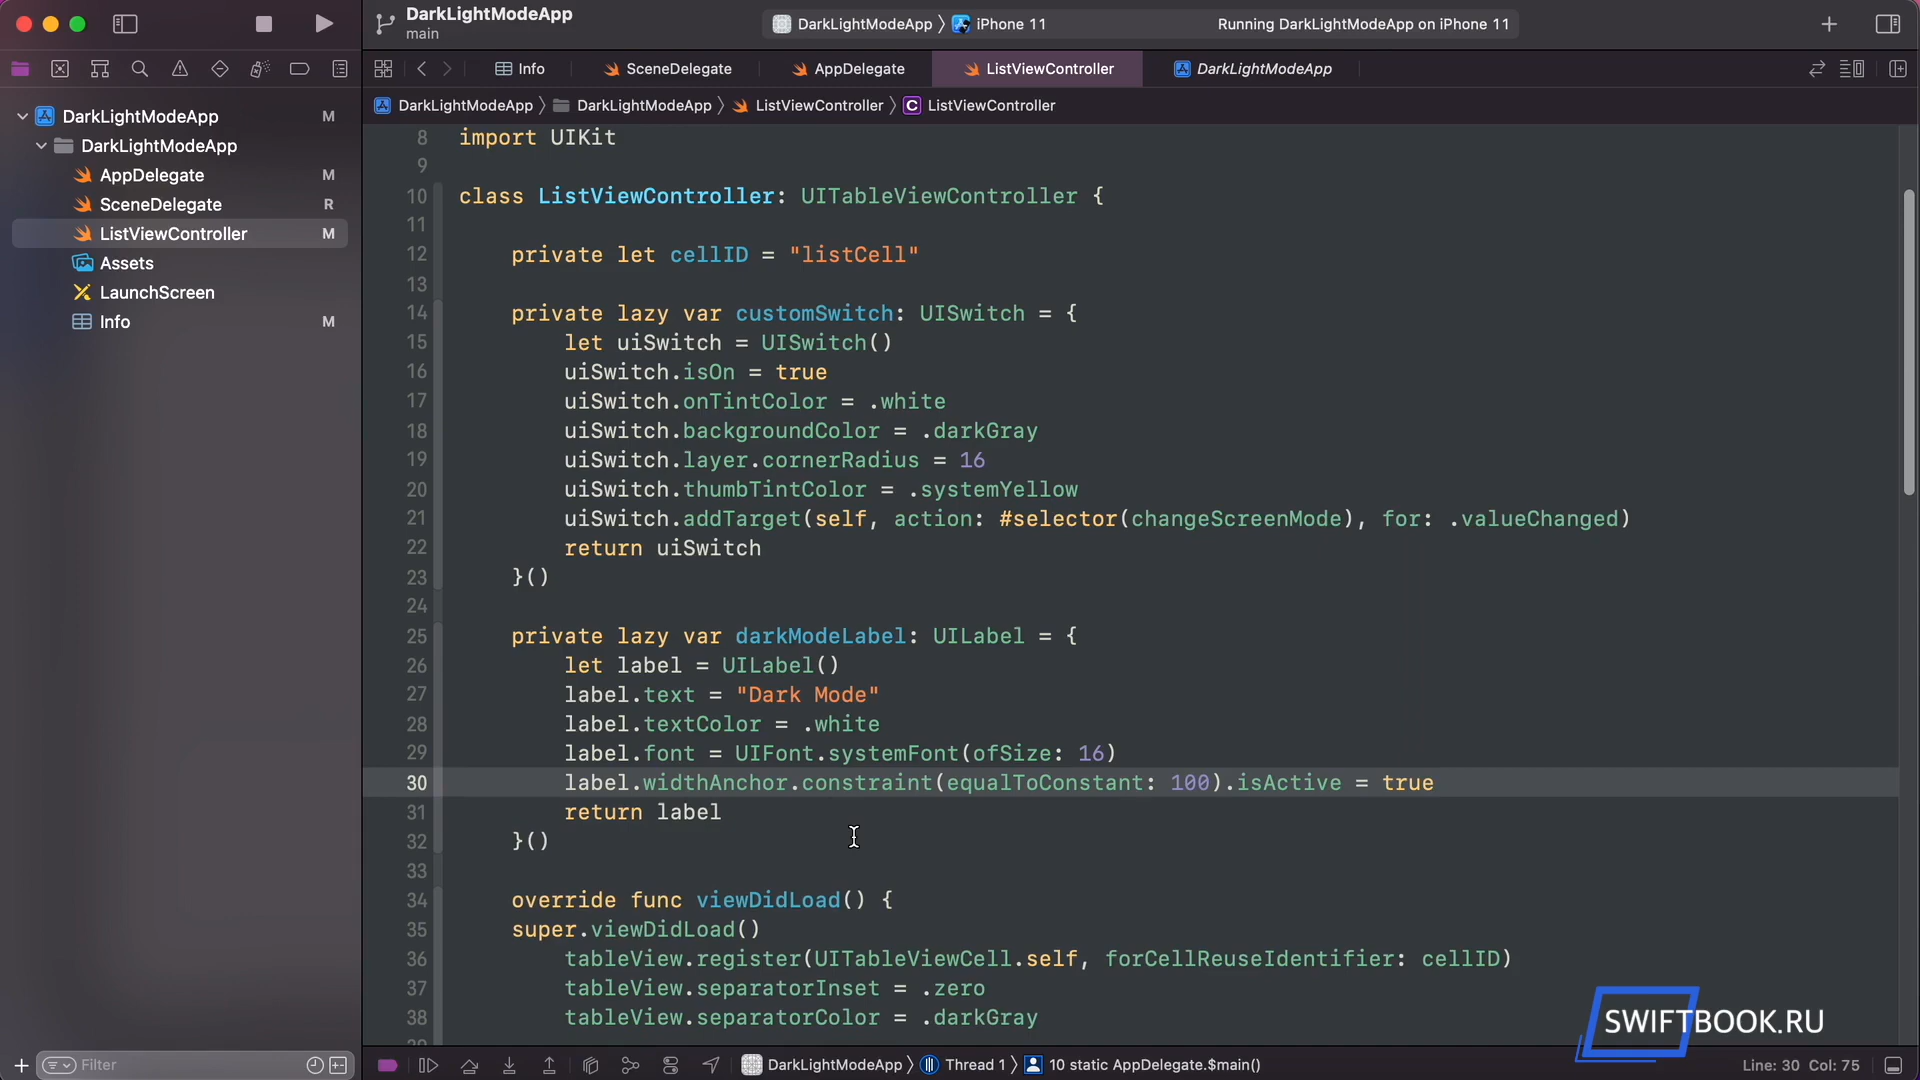 DarkLightModeApp
main
DarkLightModeApp iPhone 11
Running DarkLightModeApp on iPhone 11
Info
SceneDelegate
AppDelegate
ListViewController
DarkLightModeApp
DarkLightModeApp DarkLightModeApp ListViewController C ListViewController
DarkLightModeApp M
DarkLightModeApp
AppDelegate M
SceneDelegate R
ListViewController M
Assets
LaunchScreen
Info M
8 import UIKit
9
10 class ListViewController: UITableViewController {
11
12 private let cellID = "listCell"
13
14 private lazy var customSwitch: UISwitch = {
15 let uiSwitch = UISwitch()
16 uiSwitch.isOn = true
17 uiSwitch.onTintColor = .white
18 uiSwitch.backgroundColor = .darkGray
19 uiSwitch.layer.cornerRadius = 16
20 uiSwitch.thumbTintColor = .systemYellow
21 uiSwitch.addTarget(self, action: #selector(changeScreenMode), for: .valueChanged)
22 return uiSwitch
23 }()
24
25 private lazy var darkModeLabel: UILabel = {
26 let label = UILabel()
27 label.text = "Dark Mode"
28 label.textColor = .white
29 label.font = UIFont.systemFont(ofSize: 16)
30 label.widthAnchor.constraint(equalToConstant: 100).isActive = true
31 return label
32 }()
33
34 override func viewDidLoad() {
35 super.viewDidLoad()
36 tableView.register(UITableViewCell.self, forCellReuseIdentifier: cellID)
37 tableView.separatorInset = .zero
38 tableView.separatorColor = .darkGray
SWIFTBOOK.RU
Filter
DarkLightModeApp Thread 1 10 static AppDelegate.$main()
Line: 30 Col: 75